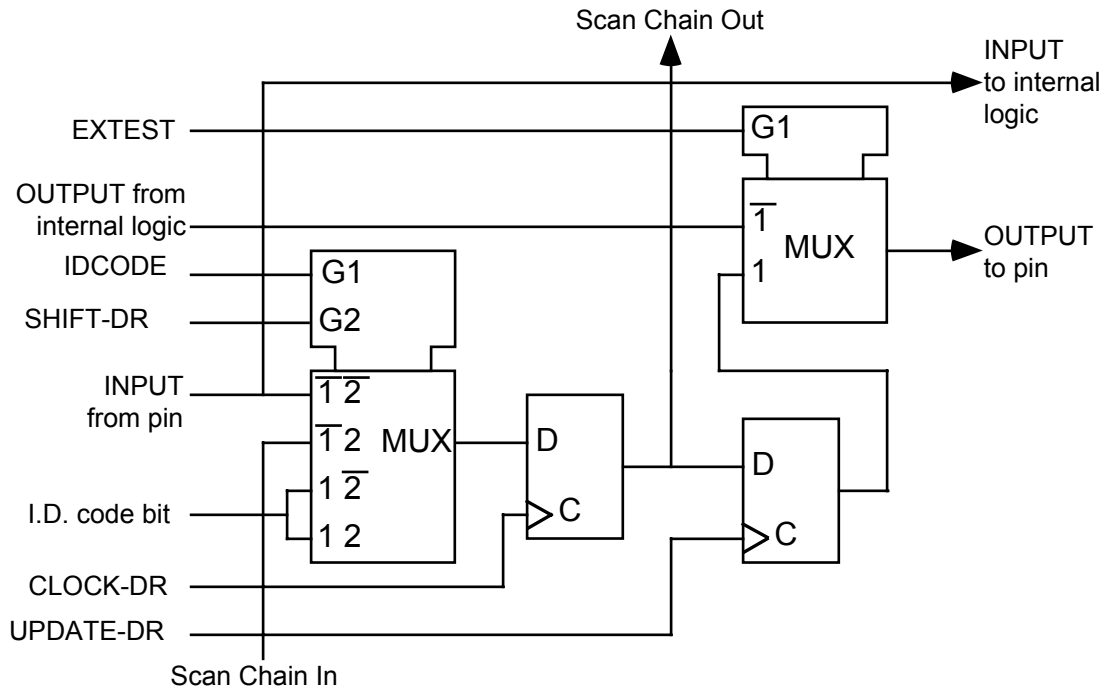 Scan Chain Out
INPUT
to internal
logic
EXTEST
G1
OUTPUT from
internal logic
1̅
MUX
OUTPUT
to pin
IDCODE
G1
1
SHIFT-DR
G2
INPUT
from pin
1̅ 2̅
1̅ 2
MUX
D
D
1 2̅
I.D. code bit
C
1 2
C
CLOCK-DR
UPDATE-DR
Scan Chain In